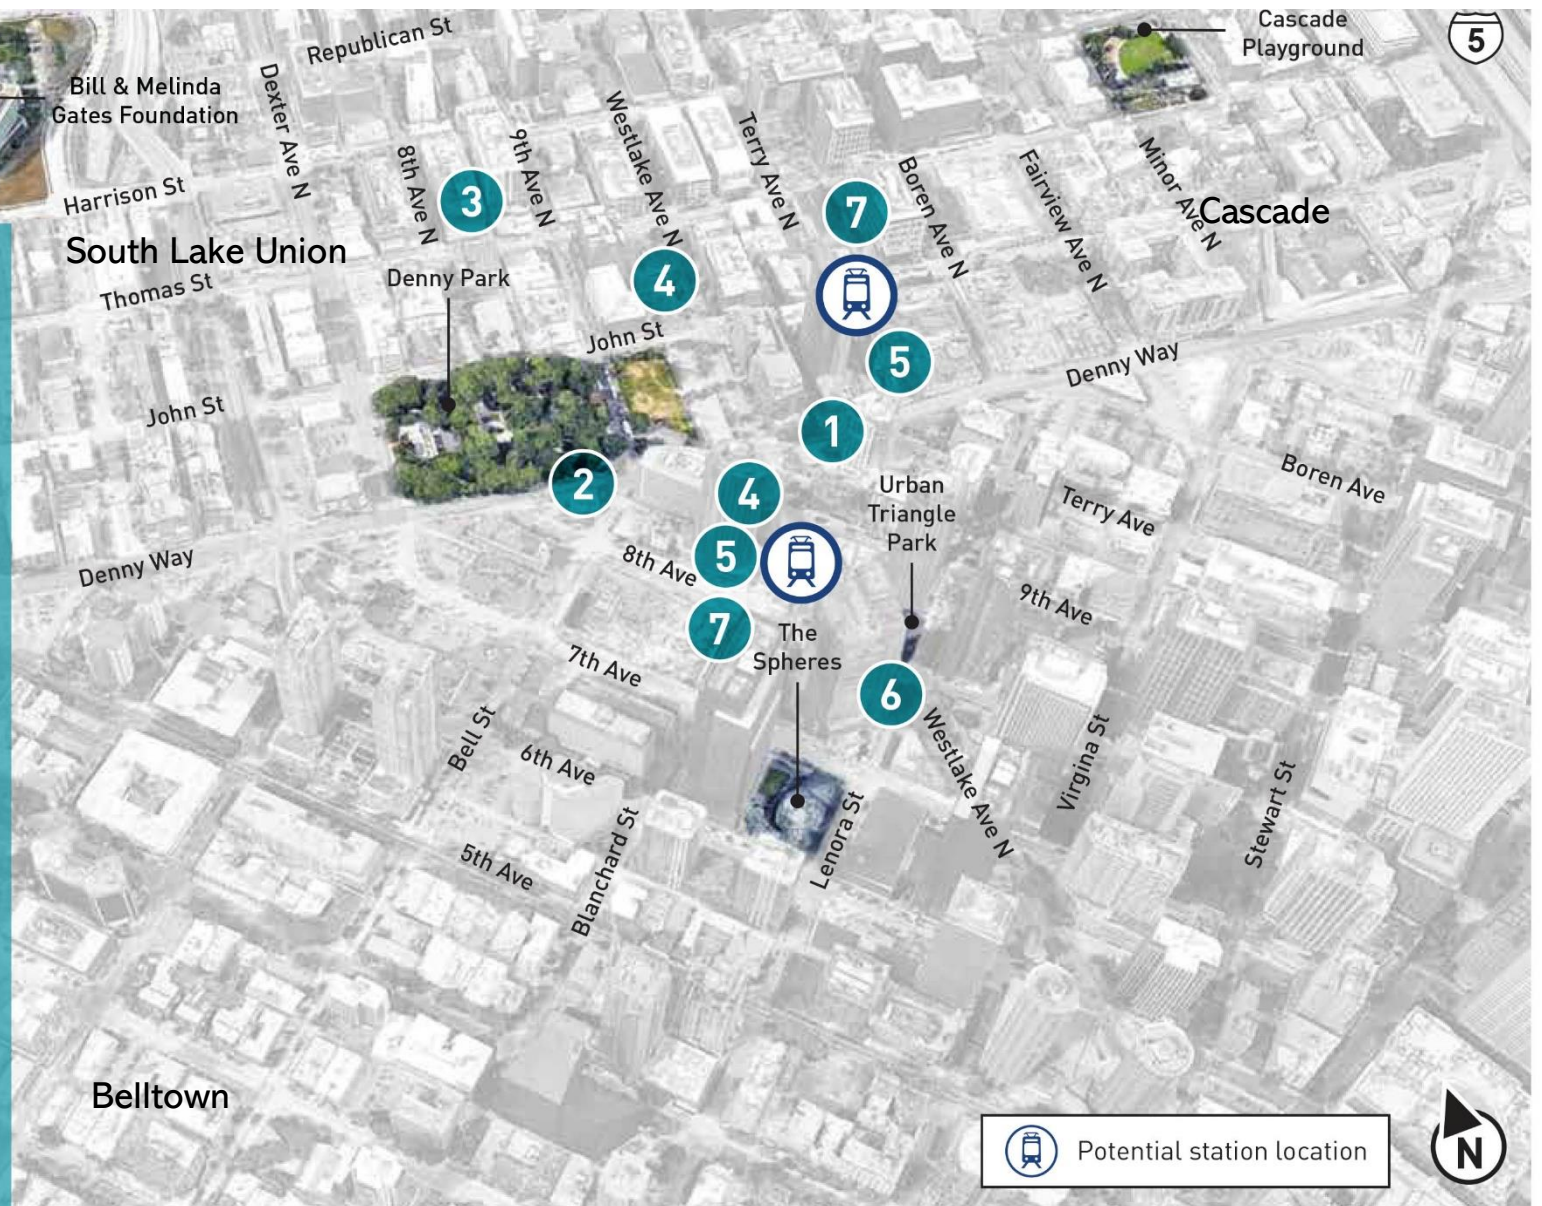 Cascade
Playground
5
Republican St
Bill & Melinda
Gates Foundation
Dexter Ave N
8th Ave N
9th Ave N
Westlake Ave N
Terry Ave N
Boren Ave N
Fairview Ave N
Minor Ave N
Harrison St
3
7
Cascade
South Lake Union
Denny Park
4
Thomas St
John St
5
Denny Way
John St
1
2
4
Urban
Triangle
Park
Boren Ave
Terry Ave
Denny Way
8th Ave
5
9th Ave
7
The
Spheres
7th Ave
6
Bell St
6th Ave
Westlake Ave N
Virgina St
Stewart St
Blanchard St
Lenora St
5th Ave
Belltown
Potential station location
N